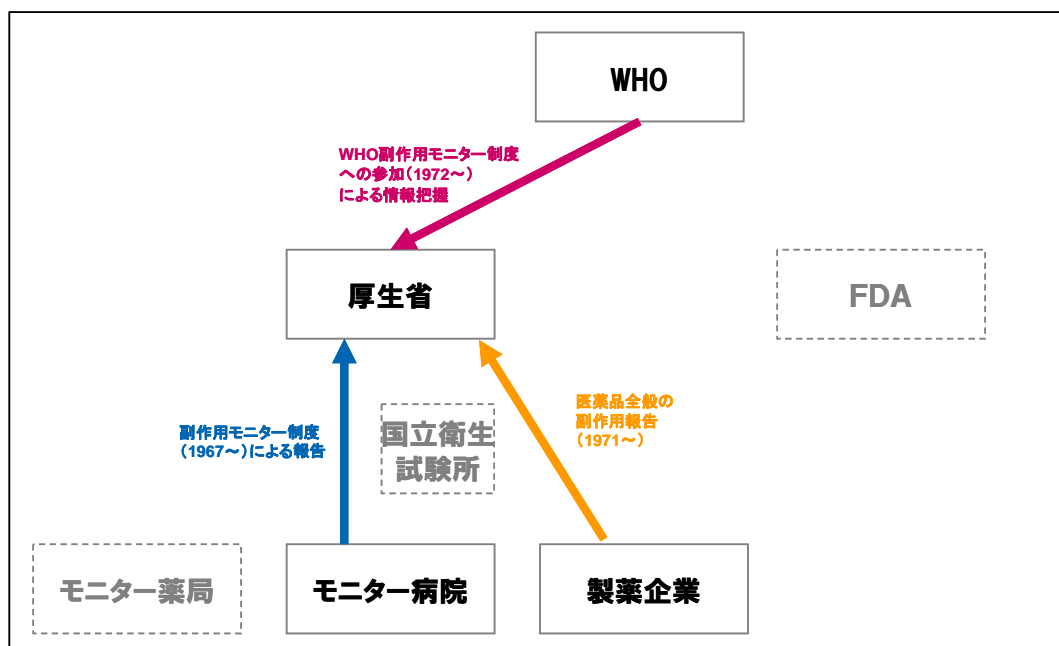 WHO
WHO副作用モニター制度
への参加（1972～）
による情報把握
厚生省
FDA
医薬品全般の
副作用報告
（1971～）
副作用モニター制度
（1967～）による報告
国立衛生
試験所
モニター薬局
モニター病院
製薬企業